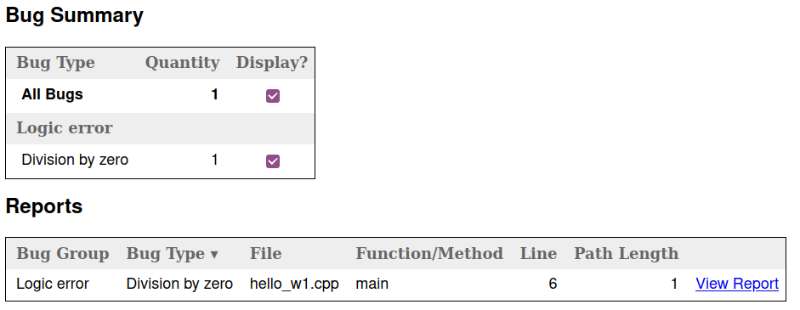 Bug Summary
Bug Type Quantity Display?
All Bugs 1
Logic error
Division by zero 1
Reports
Bug Group Bug Type ▾ File Function/Method Line Path Length
Logic error Division by zero hello_w1.cpp main 6 1 View Report